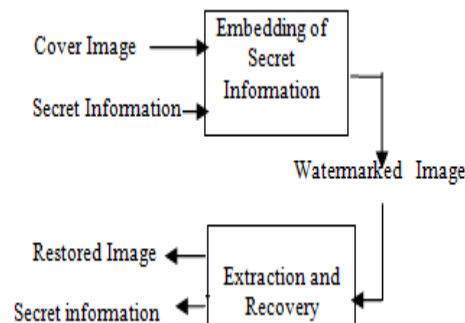 Cover Image
Embedding of
Secret
Information
Secret Information
Watermarked Image
Restored Image
Extraction and
Recovery
Secret information